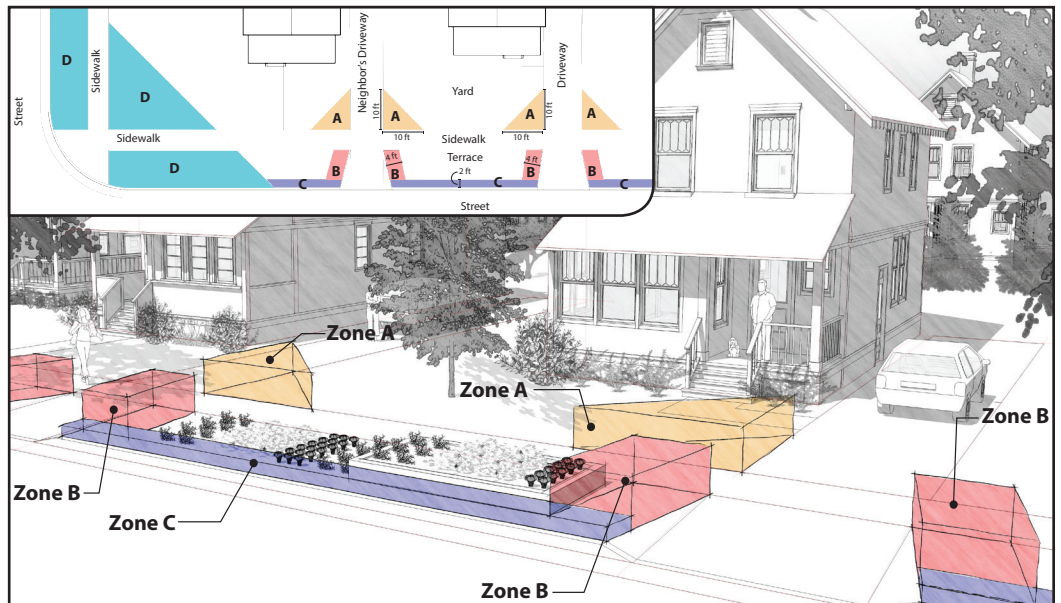 D
Sidewalk
D
Street
Sidewalk
D
Neighbor's Driveway
Driveway
Yard
A
10 ft
A
10 ft
A
10 ft
10 ft
A
Sidewalk
Terrace
2 ft
B
4 ft
B
4 ft
B
B
C
C
C
Street
Zone A
Zone A
Zone B
Zone B
Zone C
Zone B